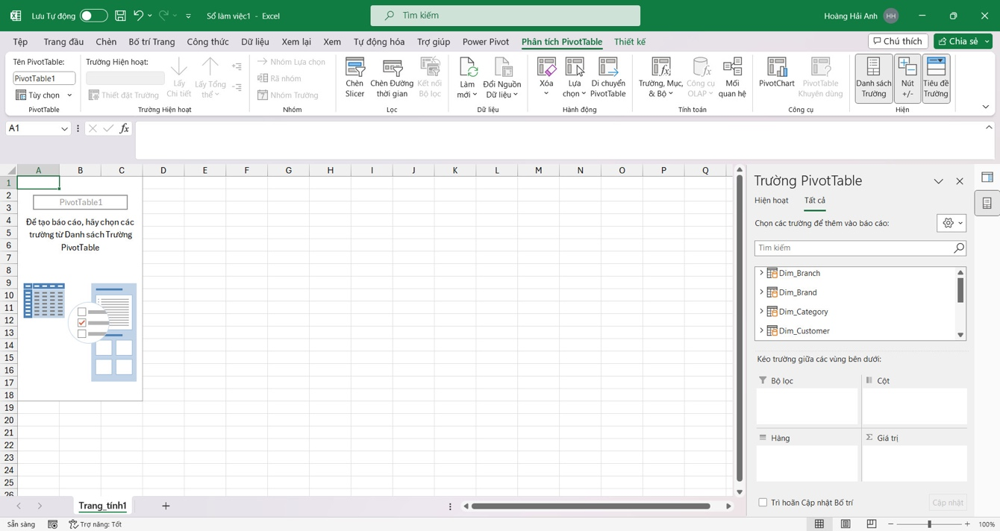 Lưu Tự động
Sổ làm việc1 - Excel
Tìm kiếm
Hoàng Hải Anh
HH
Tệp Trang đầu Chèn Bố trí Trang Công thức Dữ liệu Xem lại Xem Tự động hóa Trợ giúp Power Pivot Phân tích PivotTable Thiết kế
Chú thích
Chia sẻ
Tên PivotTable:
PivotTable1
Tùy chọn
PivotTable
Trường Hiện hoạt:
Thiết đặt Trường
Lấy Chi tiết
Lấy Tổng thể
Trường Hiện hoạt
Nhóm Lựa chọn
Rã nhóm
Nhóm Trường
Nhóm
Chèn Slicer
Chèn Đường thời gian
Kết nối Bộ lọc
Lọc
Làm mới
Đổi Nguồn Dữ liệu
Dữ liệu
Xóa
Lựa chọn
Di chuyển PivotTable
Hành động
Trường, Mục, & Bộ
Công cụ OLAP
Mối quan hệ
Tính toán
PivotChart
PivotTable Khuyên dùng
Công cụ
Danh sách Trường
Nút +/-
Tiêu đề Trường
Hiện
A1
fx
A B C D E F G H I J K L M N O P Q
1
2
3
4
5
6
7
8
9
10
11
12
13
14
15
16
17
18
19
20
21
22
23
24
25
26
PivotTable1
Để tạo báo cáo, hãy chọn các
trường từ Danh sách Trường
PivotTable
Trường PivotTable
Hiện hoạt Tất cả
Chọn các trường để thêm vào báo cáo:
Tìm kiếm
Dim_Branch
Dim_Brand
Dim_Category
Dim_Customer
Kéo trường giữa các vùng bên dưới:
Bộ lọc
Cột
Hàng
Σ Giá trị
Trì hoãn Cập nhật Bố trí
Cập nhật
Trang_tính1
Sẵn sàng
Trợ năng: Tốt
100%